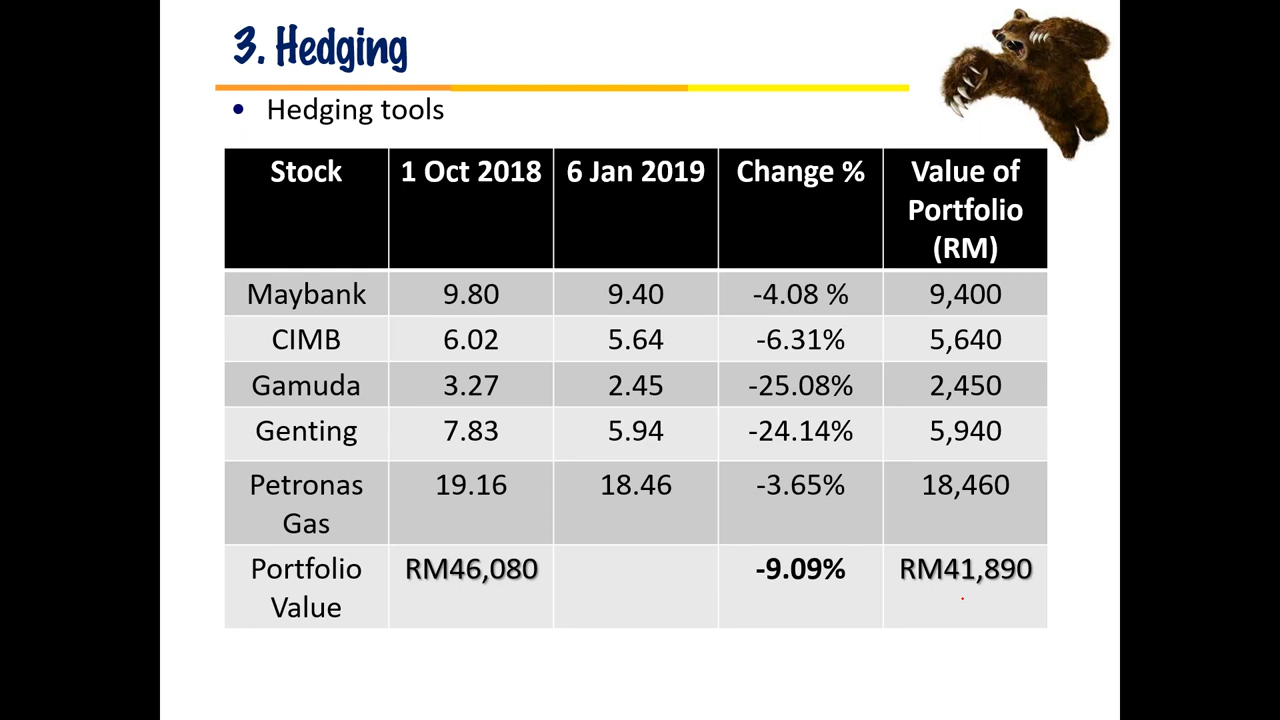 3. Hedging
• Hedging tools
Stock 1 Oct 2018 6 Jan 2019 Change % Value of
Portfolio
(RM)
Maybank 9.80 9.40 -4.08 % 9,400
CIMB 6.02 5.64 -6.31% 5,640
Gamuda 3.27 2.45 -25.08% 2,450
Genting 7.83 5.94 -24.14% 5,940
Petronas 19.16 18.46 -3.65% 18,460
Gas
Portfolio RM46,080 -9.09% RM41,890
Value